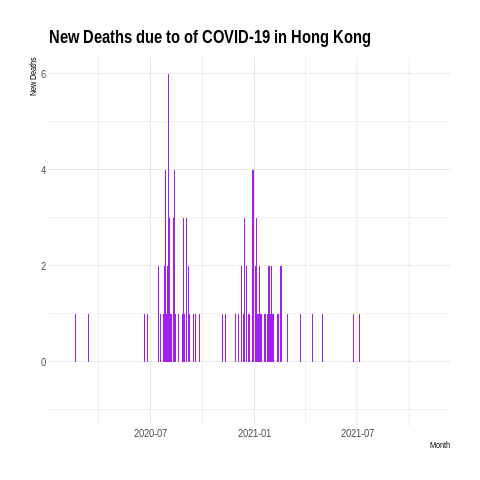 New Deaths due to of COVID-19 in Hong Kong
New Deaths
6
4
2
0
2020-07 2021-01 2021-07
Month